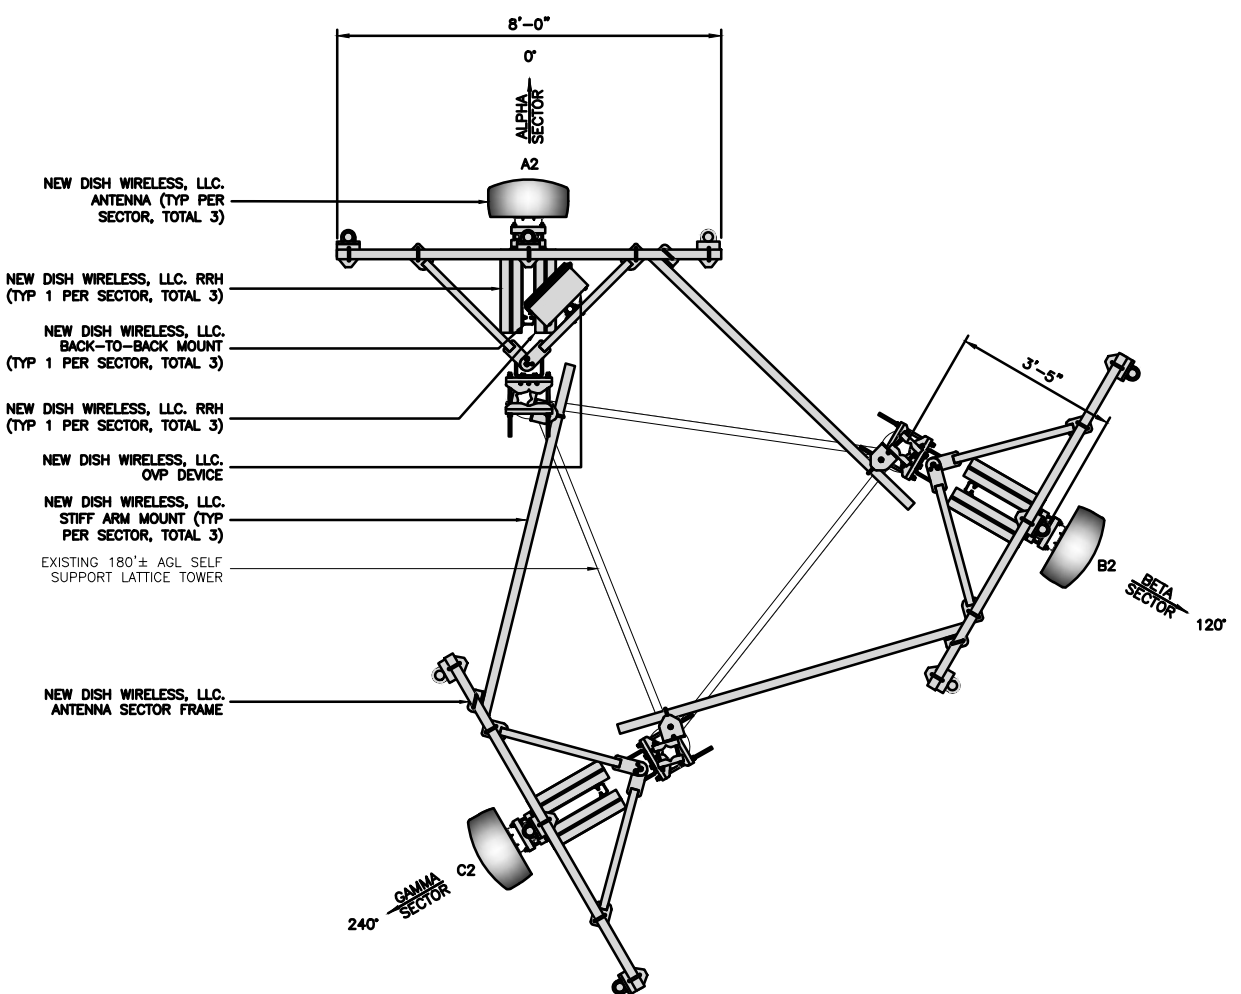 8'-0"
0°
ALPHA
SECTOR
A2
NEW DISH WIRELESS, LLC.
ANTENNA (TYP PER
SECTOR, TOTAL 3)
NEW DISH WIRELESS, LLC. RRH
(TYP 1 PER SECTOR, TOTAL 3)
NEW DISH WIRELESS, LLC.
BACK-TO-BACK MOUNT
(TYP 1 PER SECTOR, TOTAL 3)
3'-5"
NEW DISH WIRELESS, LLC. RRH
(TYP 1 PER SECTOR, TOTAL 3)
NEW DISH WIRELESS, LLC.
OVP DEVICE
NEW DISH WIRELESS, LLC.
STIFF ARM MOUNT (TYP
PER SECTOR, TOTAL 3)
EXISTING 180'± AGL SELF
SUPPORT LATTICE TOWER
B2
BETA
SECTOR
120°
NEW DISH WIRELESS, LLC.
ANTENNA SECTOR FRAME
C2
GAMMA
SECTOR
240°